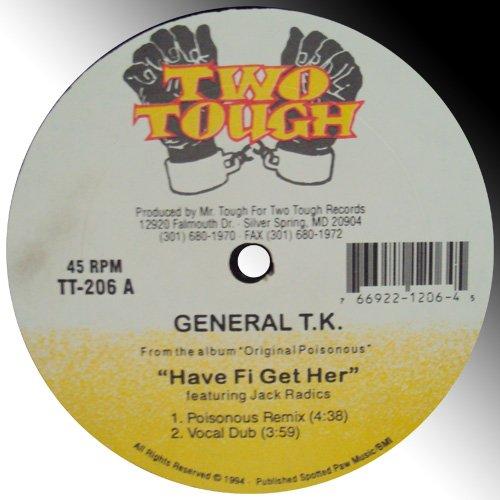 TWO
TOUGH
Produced by Mr. Tough For Two Tough Records
12920 Falmouth Dr. · Silver Spring, MD 20904
(301) 680-1970 FAX (301) 680-1972
45 RPM
TT-206 A
7 66922-1206-4 5
GENERAL T.K.
From the album "Original Poisonous"
"Have Fi Get Her"
featuring Jack Radics
1. Poisonous Remix (4:38)
2. Vocal Dub (3:59)
All Rights Reserved © 1994 · Published Spotted Paw Music/BMI